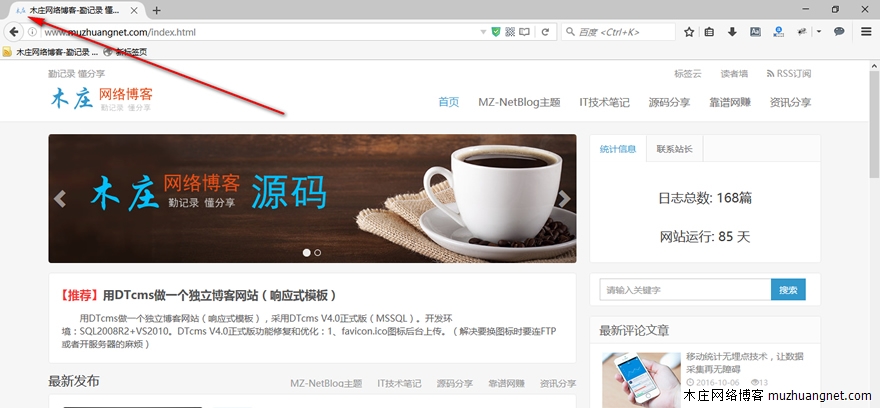 木庄网络博客-勤记录 懂...
www.muzhuangnet.com/index.html
百度 <Ctrl+K>
木庄网络博客-勤记录 ...
新标签页
勤记录 懂分享
标签云
读者墙
RSS订阅
木庄 网络博客
勤记录 懂分享
首页
MZ-NetBlog主题
IT技术笔记
源码分享
靠谱网赚
资讯分享
木庄 网络博客 源码
勤记录 懂分享
统计信息
联系站长
日志总数: 168篇
网站运行: 85 天
【推荐】用DTcms做一个独立博客网站（响应式模板）
用DTcms做一个独立博客网站（响应式模板），采用DTcms V4.0正式版（MSSQL）。开发环
境：SQL2008R2+VS2010。DTcms V4.0正式版功能修复和优化：1、favicon.ico图标后台上传。（解决要换图标时要连FTP
或者开服务器的麻烦）
请输入关键字
搜索
最新评论文章
移动统计无埋点技术，让数据
采集再无障碍
2016-10-06
13
最新发布
MZ-NetBlog主题
IT技术笔记
源码分享
靠谱网赚
资讯分享
木庄网络博客 muzhuangnet.com